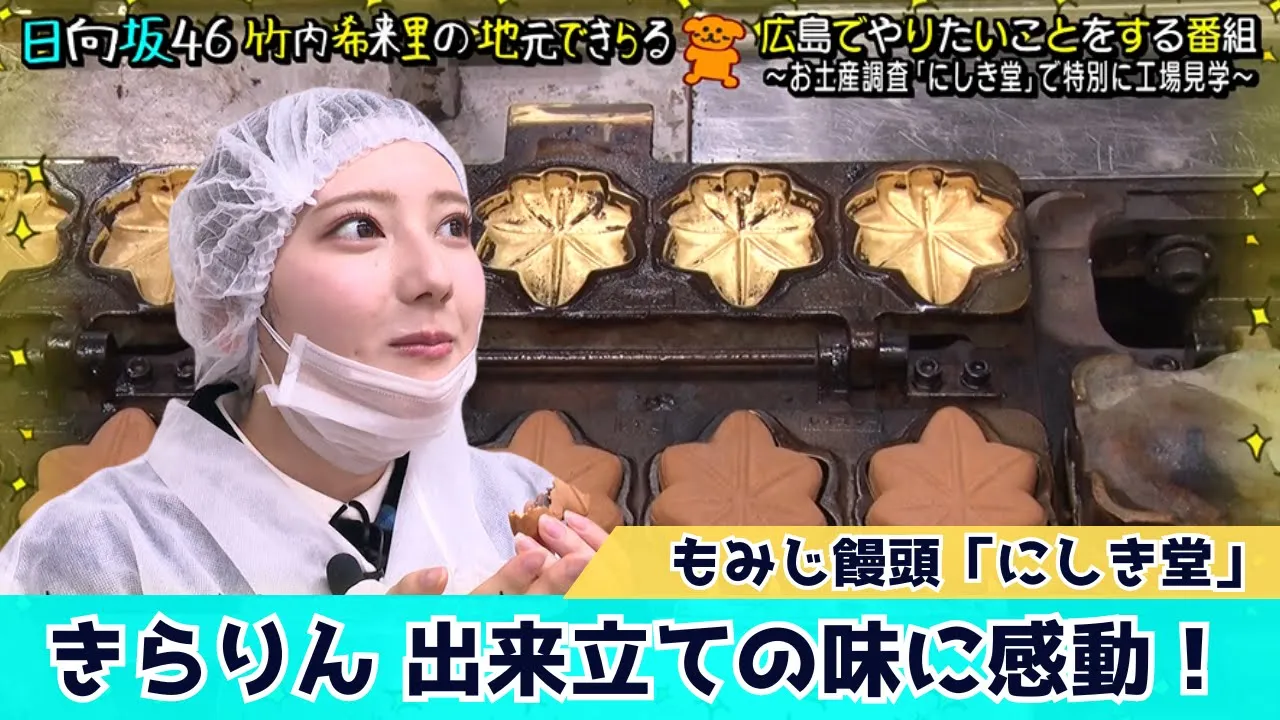 日向坂46 竹内希来里の地元できらる
広島でやりたいことをする番組
～お土産調査「にしき堂」で特別に工場見学～
もみじ饅頭「にしき堂」
きらりん 出来立ての味に感動！